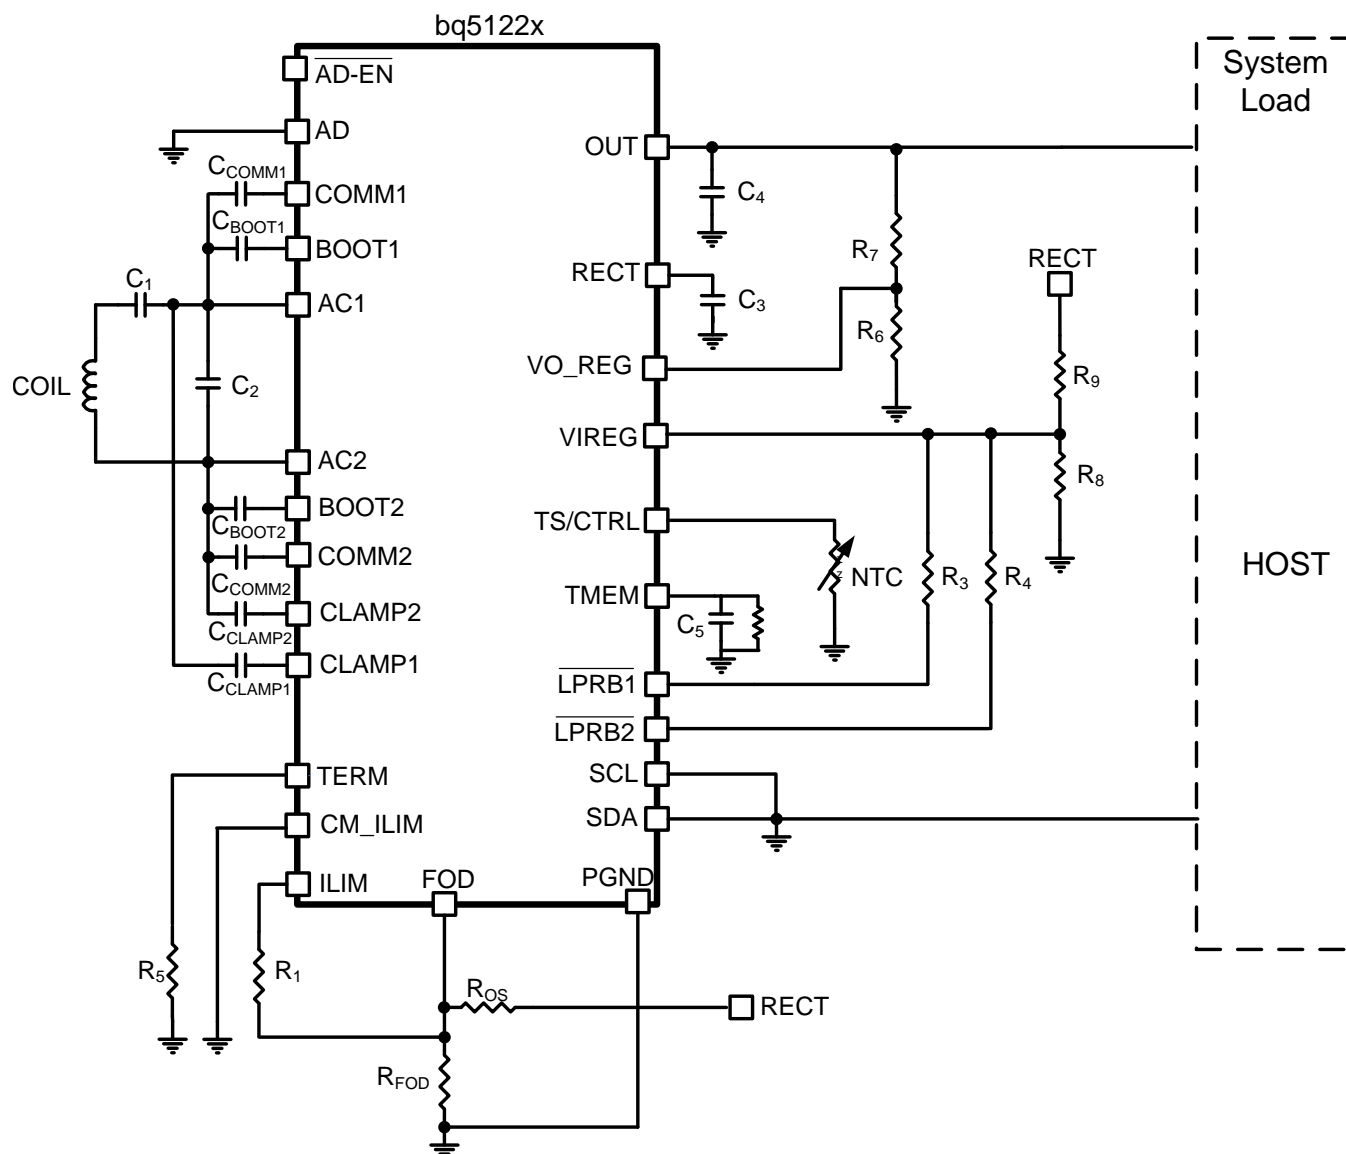 bq5122x
AD-EN
AD
COMM1
BOOT1
AC1
AC2
BOOT2
COMM2
CLAMP2
CLAMP1
TERM
CM_ILIM
ILIM
FOD
PGND
OUT
RECT
VO_REG
VIREG
TS/CTRL
TMEM
LPRB1
LPRB2
SCL
SDA
CCOMM1
CBOOT1
C1
COIL
C2
CBOOT2
CCOMM2
CCLAMP2
CCLAMP1
R5
R1
ROS
RECT
RFOD
C4
C3
R7
R6
RECT
R9
R8
NTC
R3
R4
C5
System
Load
HOST